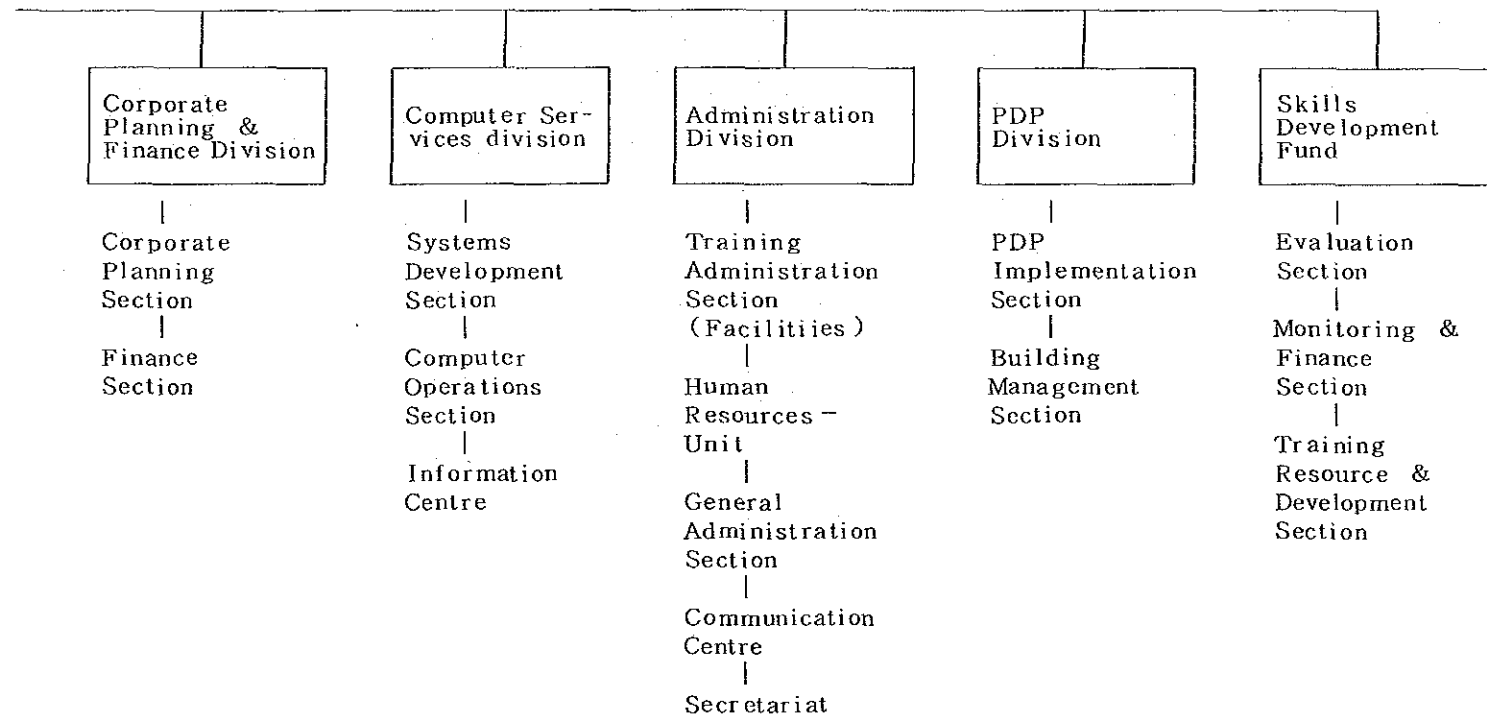 Corporate
Planning &
Finance Division
Corporate
Planning
Section
Finance
Section
Computer Ser-
vices division
Systems
Development
Section
Computer
Operations
Section
Information
Centre
Administration
Division
Training
Administration
Section
(Facilitiies)
Human
Resources-
Unit
General
Administration
Section
Communication
Centre
Secretariat
PDP
Division
PDP
Implementation
Section
Building
Management
Section
Skills
Development
Fund
Evaluation
Section
Monitoring &
Finance
Section
Training
Resource &
Development
Section